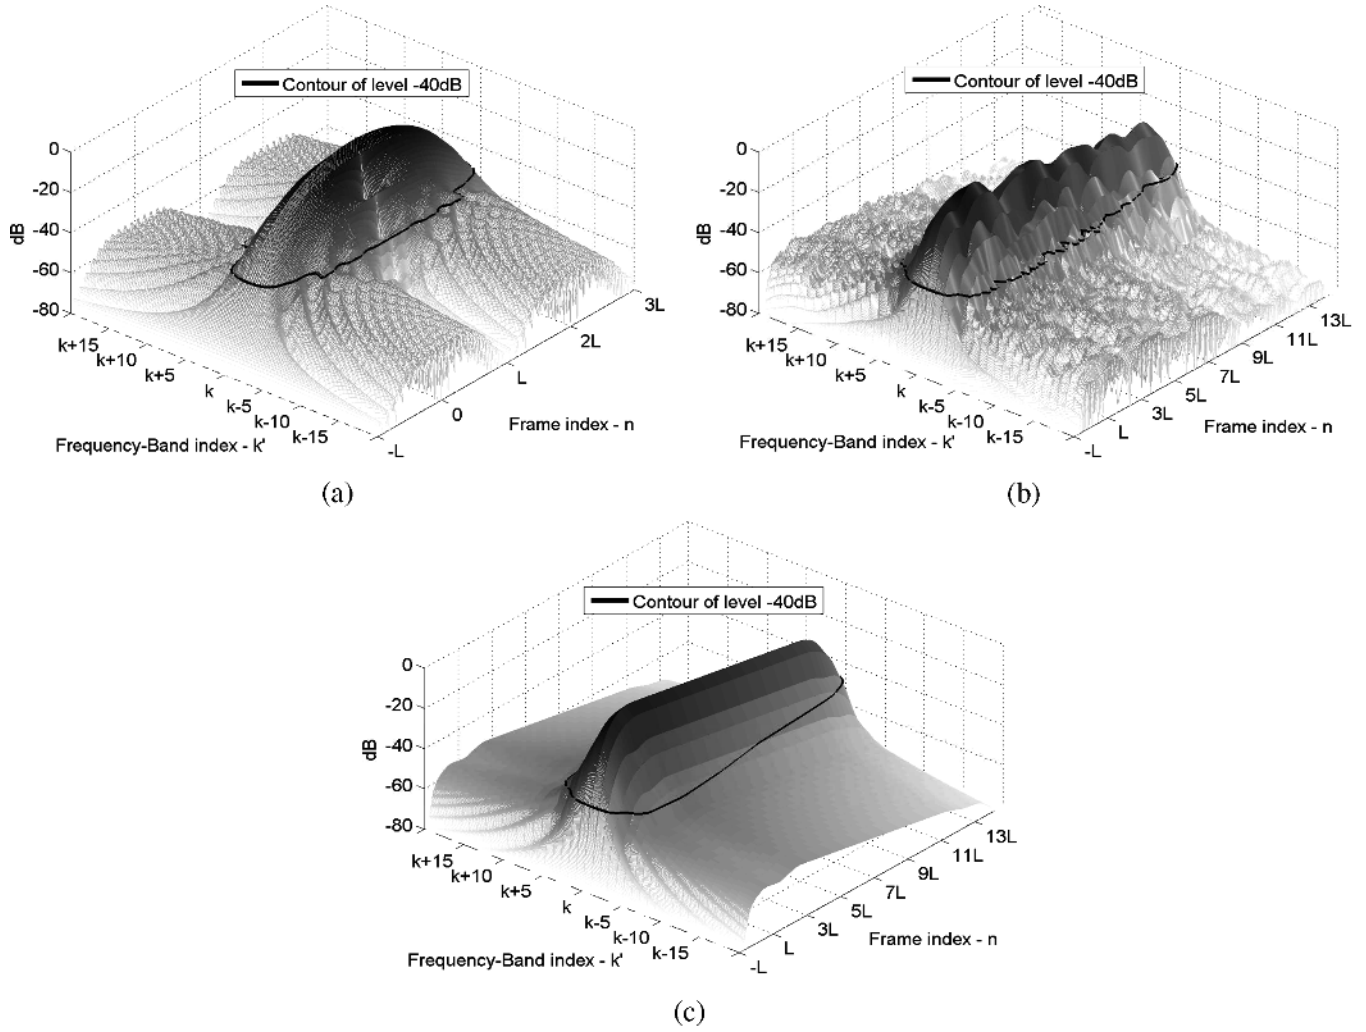 Contour of level -40dB
0
-20
-40
-60
-80
dB
k+15
k+10
k+5
k
k-5
k-10
k-15
Frequency-Band index - k'
-L
0
L
2L
3L
Frame index - n
(a)
Contour of level -40dB
0
-20
-40
-60
-80
dB
k+15
k+10
k+5
k
k-5
k-10
k-15
Frequency-Band index - k'
-L
L
3L
5L
7L
9L
11L
13L
Frame index - n
(b)
Contour of level -40dB
0
-20
-40
-60
-80
dB
k+15
k+10
k+5
k
k-5
k-10
k-15
Frequency-Band index - k'
-L
L
3L
5L
7L
9L
11L
13L
Frame index - n
(c)